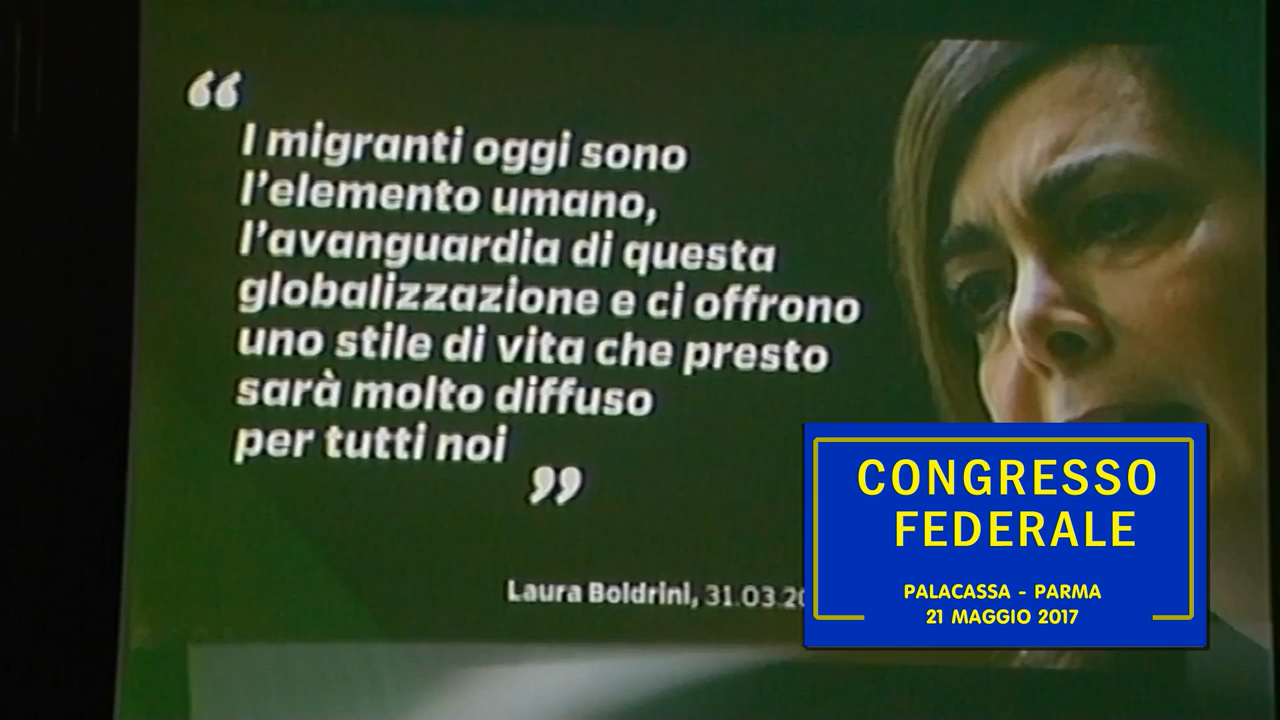 “
I migranti oggi sono
l’elemento umano,
l’avanguardia di questa
globalizzazione e ci offrono
uno stile di vita che presto
sarà molto diffuso
per tutti noi
”
Laura Boldrini, 31.03.20
CONGRESSO
FEDERALE
PALACASSA - PARMA
21 MAGGIO 2017